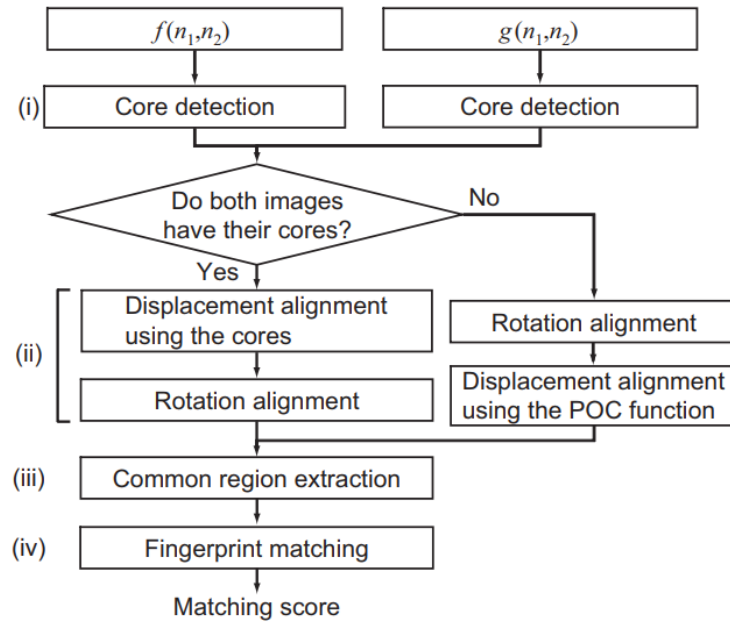 f(n₁,n₂)
g(n₁,n₂)
(i)
Core detection
Core detection
Do both images
have their cores?
No
Yes
(ii)
Displacement alignment
using the cores
Rotation alignment
Rotation alignment
Displacement alignment
using the POC function
(iii)
Common region extraction
(iv)
Fingerprint matching
Matching score